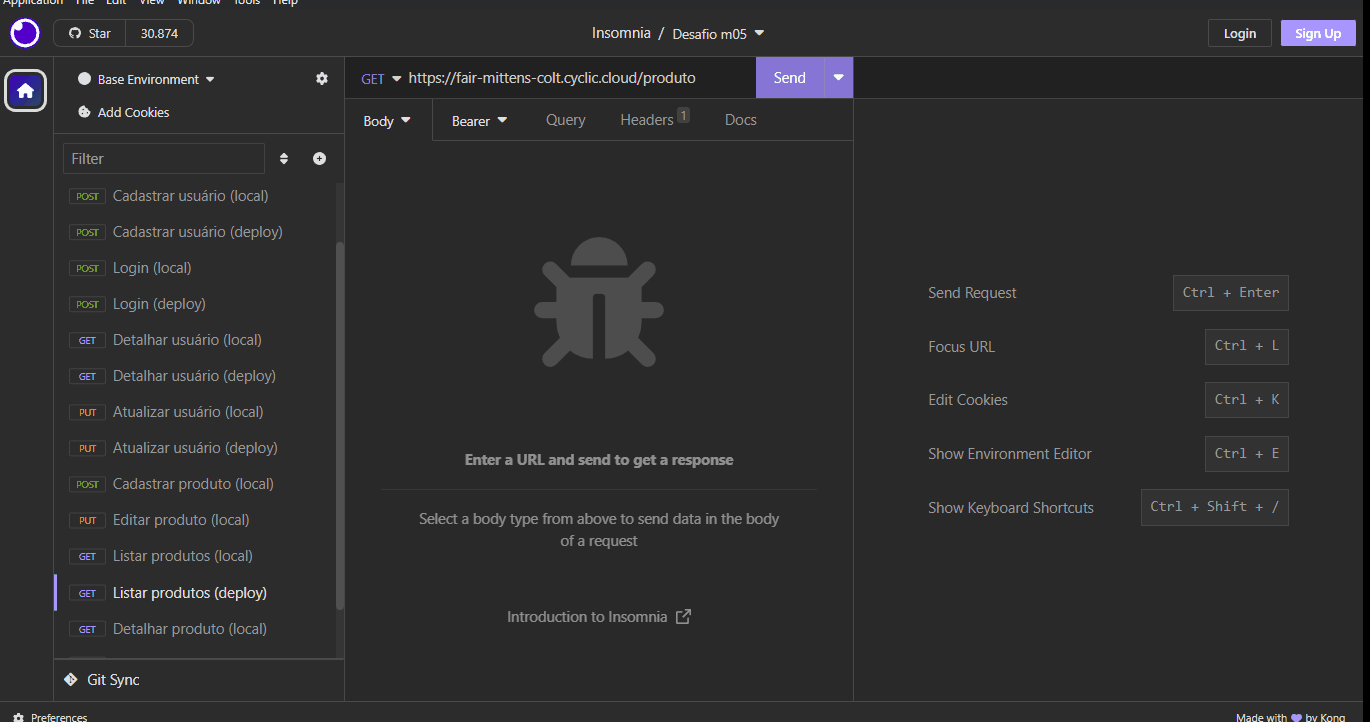 Application File Edit View Window Tools Help
Star 30.874
Insomnia / Desafio m05
Login Sign Up
Base Environment
Add Cookies
Filter
POST Cadastrar usuário (local)
POST Cadastrar usuário (deploy)
POST Login (local)
POST Login (deploy)
GET Detalhar usuário (local)
GET Detalhar usuário (deploy)
PUT Atualizar usuário (local)
PUT Atualizar usuário (deploy)
POST Cadastrar produto (local)
PUT Editar produto (local)
GET Listar produtos (local)
GET Listar produtos (deploy)
GET Detalhar produto (local)
Git Sync
GET https://fair-mittens-colt.cyclic.cloud/produto Send
Body Bearer Query Headers 1 Docs
Enter a URL and send to get a response
Select a body type from above to send data in the body
of a request
Introduction to Insomnia
Send Request Ctrl + Enter
Focus URL Ctrl + L
Edit Cookies Ctrl + K
Show Environment Editor Ctrl + E
Show Keyboard Shortcuts Ctrl + Shift + /
Preferences
Made with 💜 by Kong